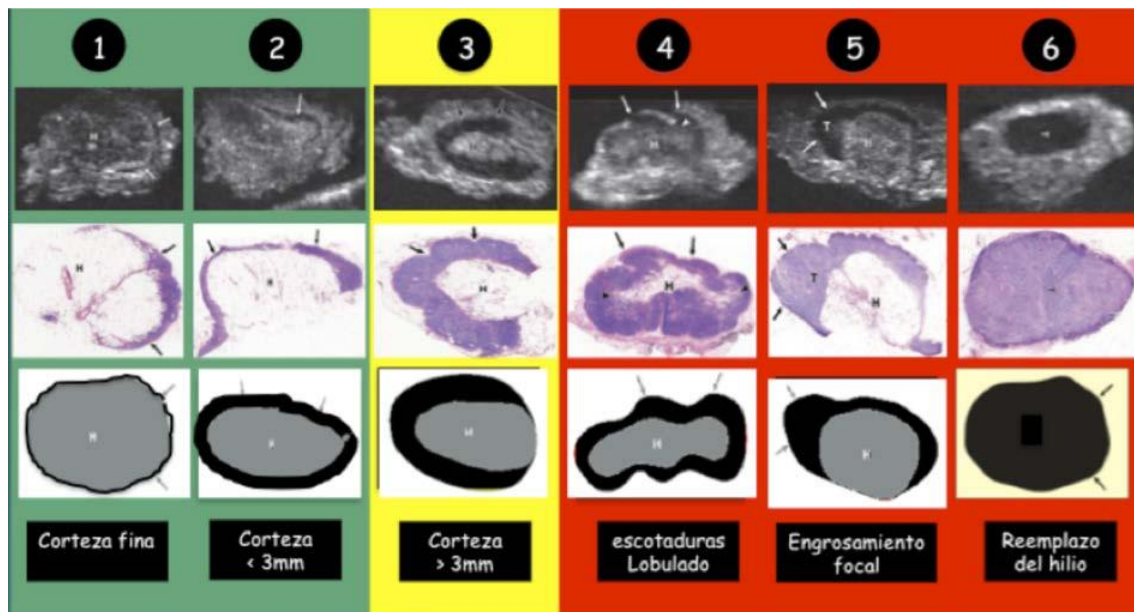 1
2
3
4
5
6
H
H
H
T
H
H
H
H
H
T
H
H
H
H
H
Corteza fina
Corteza
< 3mm
Corteza
> 3mm
escotaduras
Lobulado
Engrosamiento
focal
Reemplazo
del hilio